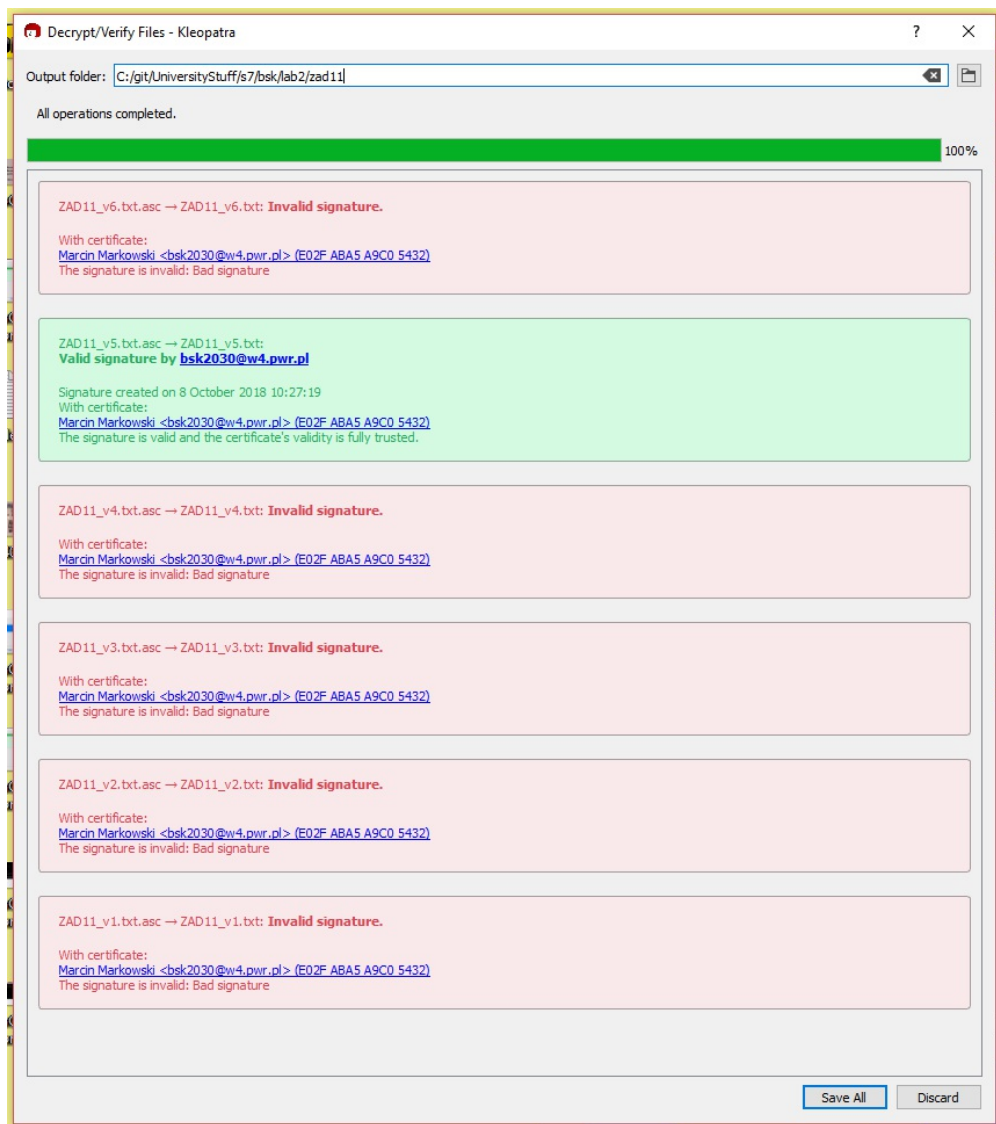 Decrypt/Verify Files - Kleopatra
Output folder: C:/git/UniversityStuff/s7/bsk/lab2/zad11
All operations completed.
100%
ZAD11_v6.txt.asc → ZAD11_v6.txt: Invalid signature.
With certificate:
Marcin Markowski <bsk2030@w4.pwr.pl> (E02F ABA5 A9C0 5432)
The signature is invalid: Bad signature
ZAD11_v5.txt.asc → ZAD11_v5.txt:
Valid signature by bsk2030@w4.pwr.pl
Signature created on 8 October 2018 10:27:19
With certificate:
Marcin Markowski <bsk2030@w4.pwr.pl> (E02F ABA5 A9C0 5432)
The signature is valid and the certificate's validity is fully trusted.
ZAD11_v4.txt.asc → ZAD11_v4.txt: Invalid signature.
With certificate:
Marcin Markowski <bsk2030@w4.pwr.pl> (E02F ABA5 A9C0 5432)
The signature is invalid: Bad signature
ZAD11_v3.txt.asc → ZAD11_v3.txt: Invalid signature.
With certificate:
Marcin Markowski <bsk2030@w4.pwr.pl> (E02F ABA5 A9C0 5432)
The signature is invalid: Bad signature
ZAD11_v2.txt.asc → ZAD11_v2.txt: Invalid signature.
With certificate:
Marcin Markowski <bsk2030@w4.pwr.pl> (E02F ABA5 A9C0 5432)
The signature is invalid: Bad signature
ZAD11_v1.txt.asc → ZAD11_v1.txt: Invalid signature.
With certificate:
Marcin Markowski <bsk2030@w4.pwr.pl> (E02F ABA5 A9C0 5432)
The signature is invalid: Bad signature
Save All Discard